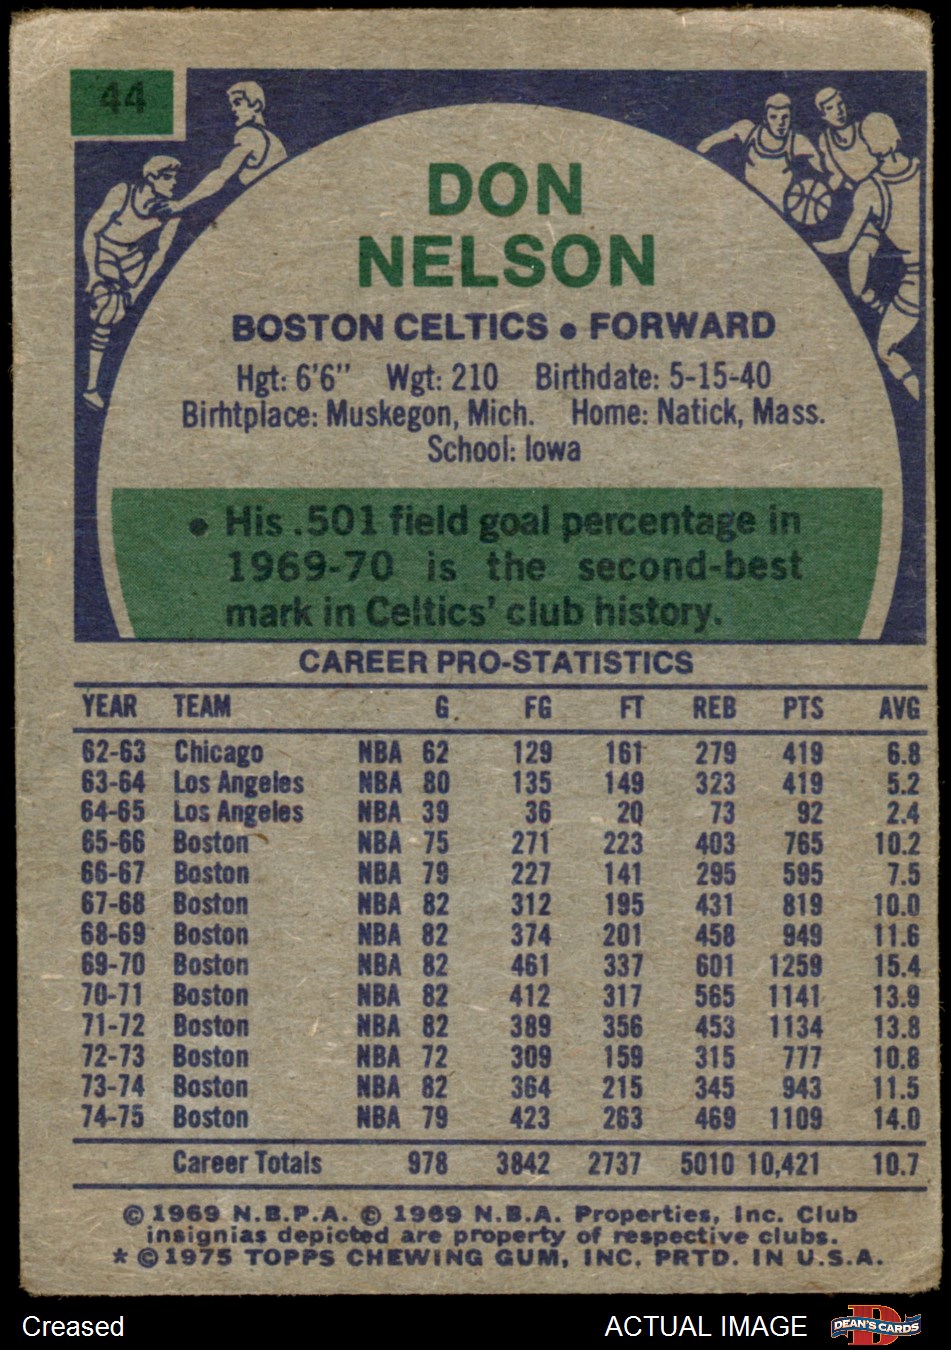 44
DON
NELSON
BOSTON CELTICS • FORWARD
Hgt: 6'6" Wgt: 210 Birthdate: 5-15-40
Birhtplace: Muskegon, Mich. Home: Natick, Mass.
School: Iowa
• His .501 field goal percentage in
1969-70 is the second-best
mark in Celtics' club history.
CAREER PRO-STATISTICS
YEAR TEAM G FG FT REB PTS AVG
62-63 Chicago NBA 62 129 161 279 419 6.8
63-64 Los Angeles NBA 80 135 149 323 419 5.2
64-65 Los Angeles NBA 39 36 20 73 92 2.4
65-66 Boston NBA 75 271 223 403 765 10.2
66-67 Boston NBA 79 227 141 295 595 7.5
67-68 Boston NBA 82 312 195 431 819 10.0
68-69 Boston NBA 82 374 201 458 949 11.6
69-70 Boston NBA 82 461 337 601 1259 15.4
70-71 Boston NBA 82 412 317 565 1141 13.9
71-72 Boston NBA 82 389 356 453 1134 13.8
72-73 Boston NBA 72 309 159 315 777 10.8
73-74 Boston NBA 82 364 215 345 943 11.5
74-75 Boston NBA 79 423 263 469 1109 14.0
Career Totals 978 3842 2737 5010 10,421 10.7
© 1969 N.B.P.A. © 1969 N.B.A. Properties, Inc. Club
insignias depicted are property of respective clubs.
* © 1975 TOPPS CHEWING GUM, INC. PRTD. IN U.S.A.
Creased
ACTUAL IMAGE
D
DEAN'S CARDS